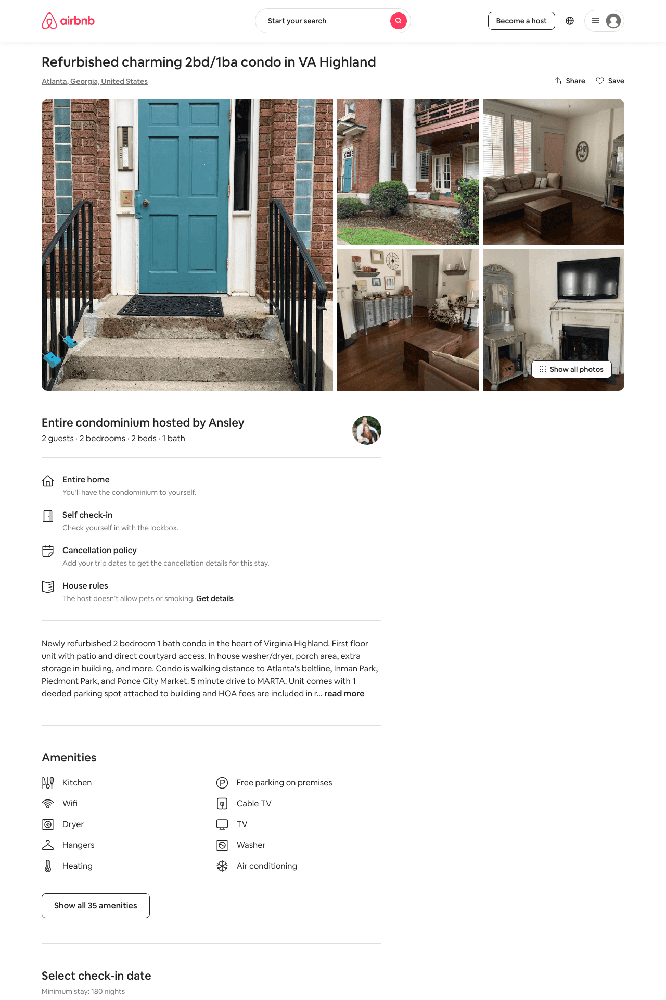 airbnb
Start your search
Become a host
Refurbished charming 2bd/1ba condo in VA Highland
Atlanta, Georgia, United States
Share
Save
Show all photos
Entire condominium hosted by Ansley
2 guests · 2 bedrooms · 2 beds · 1 bath
Entire home
You’ll have the condominium to yourself.
Self check-in
Check yourself in with the lockbox.
Cancellation policy
Add your trip dates to get the cancellation details for this stay.
House rules
The host doesn’t allow pets or smoking. Get details
Newly refurbished 2 bedroom 1 bath condo in the heart of Virginia Highland. First floor
unit with patio and direct courtyard access. In house washer/dryer, porch area, extra
storage in building, and more. Condo is walking distance to Atlanta's beltline, Inman Park,
Piedmont Park, and Ponce City Market. 5 minute drive to MARTA. Unit comes with 1
deeded parking spot attached to building and HOA fees are included in r... read more
Amenities
Kitchen
Free parking on premises
Wifi
Cable TV
Dryer
TV
Hangers
Washer
Heating
Air conditioning
Show all 35 amenities
Select check-in date
Minimum stay: 180 nights